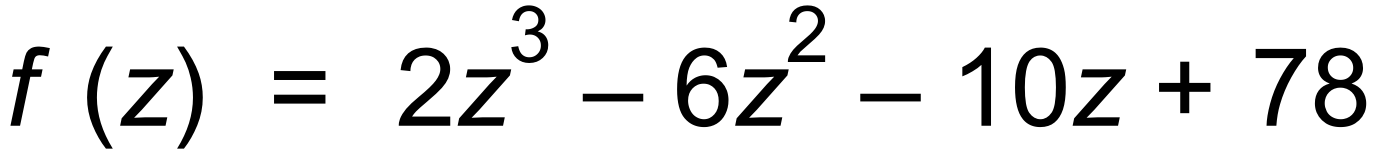 f (z) = 2z³ – 6z² – 10z + 78